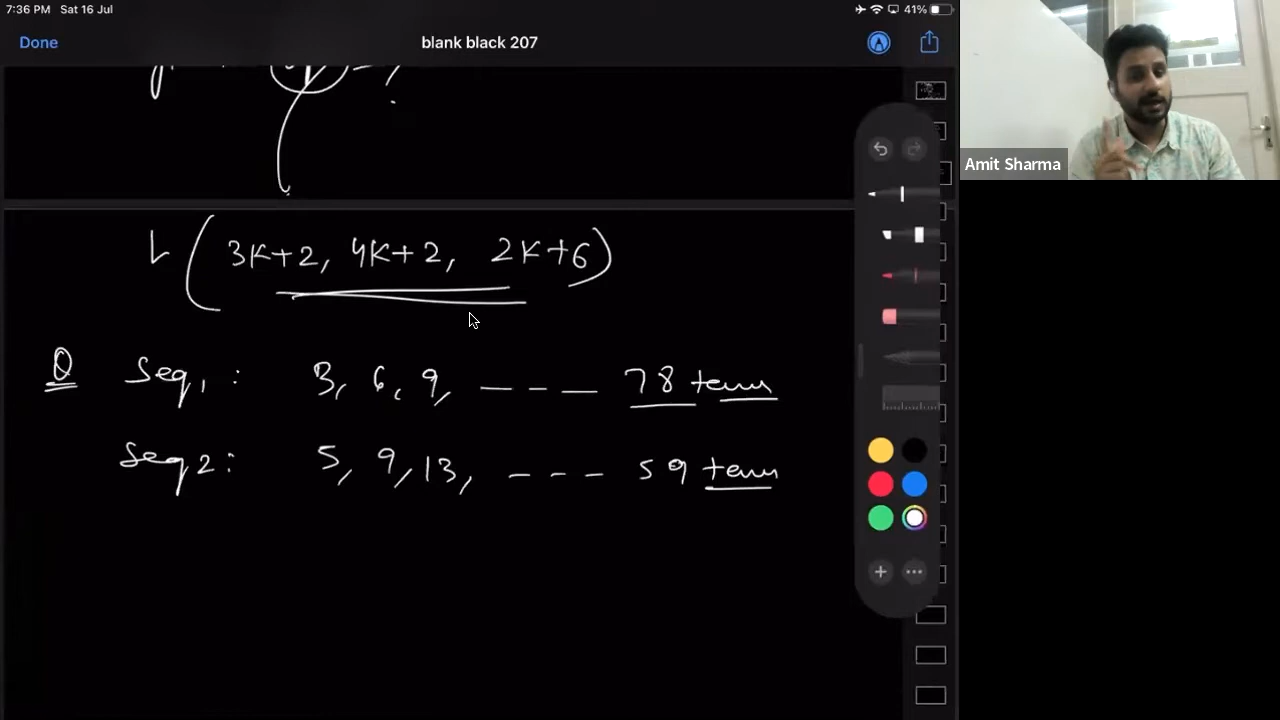 7:36 PM Sat 16 Jul
41%
Done
blank black 207
?
Amit Sharma
(3K+2, 4K+2, 2K+6)
Q Seq1 : 3, 6, 9, - - - 78 term
Seq2 : 5, 9, 13, - - - 59 term